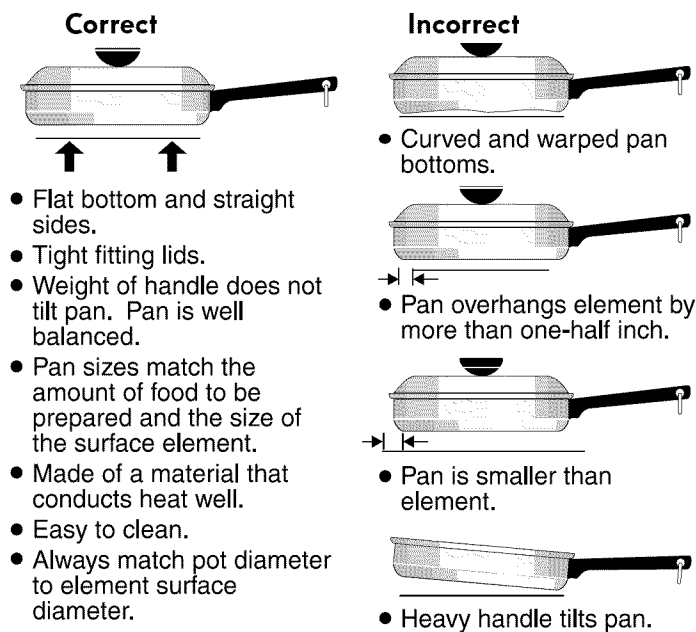 Correct
• Flat bottom and straight
sides.
• Tight fitting lids.
• Weight of handle does not
tilt pan. Pan is well
balanced.
• Pan sizes match the
amount of food to be
prepared and the size of
the surface element.
• Made of a material that
conducts heat well.
• Easy to clean.
• Always match pot diameter
to element surface
diameter.
Incorrect
• Curved and warped pan
bottoms.
• Pan overhangs element by
more than one-half inch.
• Pan is smaller than
element.
• Heavy handle tilts pan.